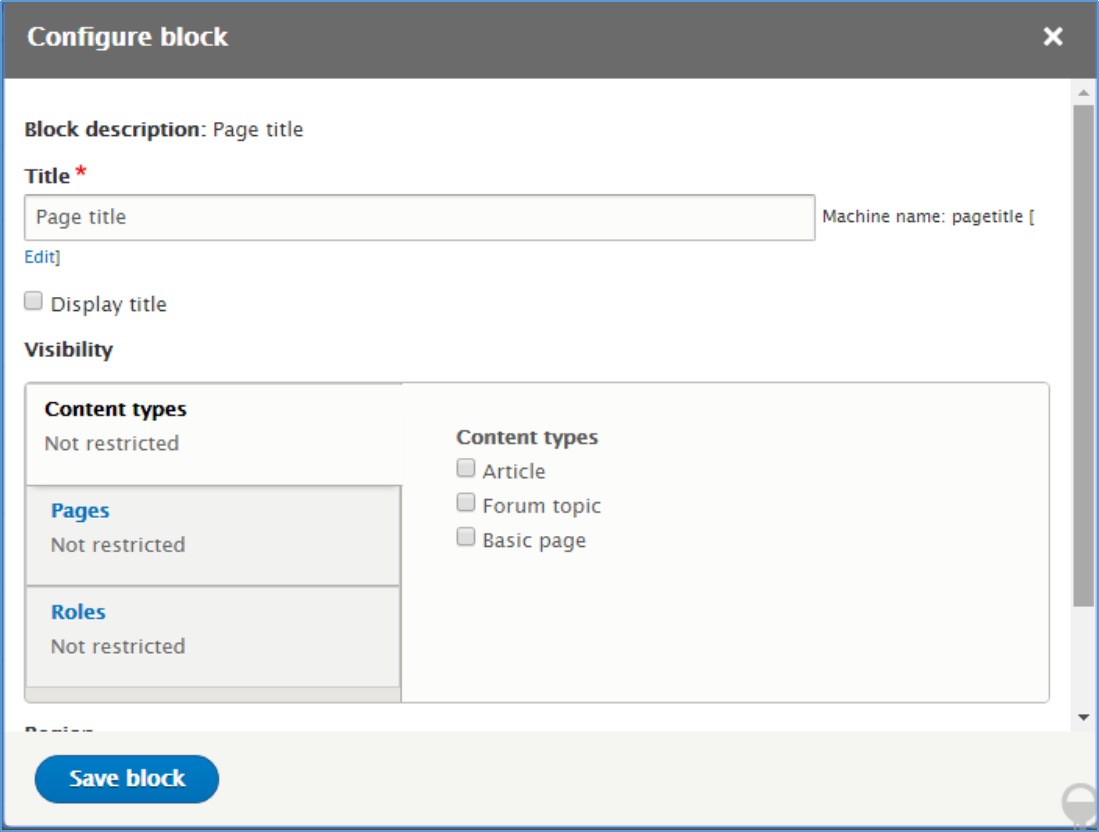 Configure block
Block description: Page title
Title *
Page title
Machine name: pagetitle [
Edit]
Display title
Visibility
Content types
Not restricted
Pages
Not restricted
Roles
Not restricted
Content types
Article
Forum topic
Basic page
Region
Save block